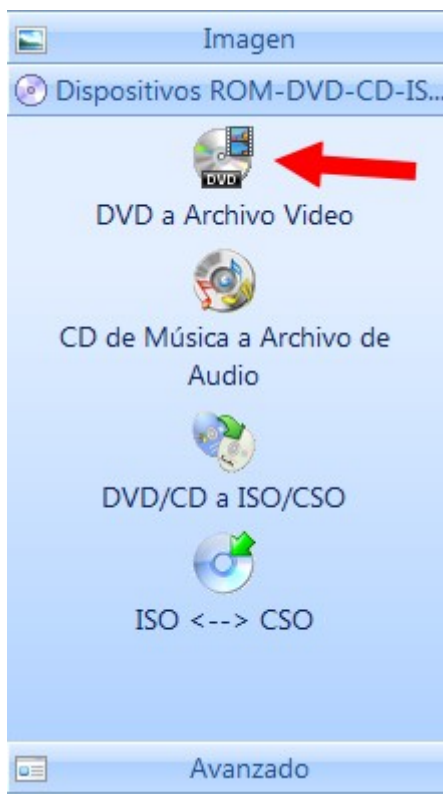 Imagen
Dispositivos ROM-DVD-CD-IS...
DVD
DVD a Archivo Video
CD de Música a Archivo de
Audio
DVD/CD a ISO/CSO
ISO <--> CSO
Avanzado